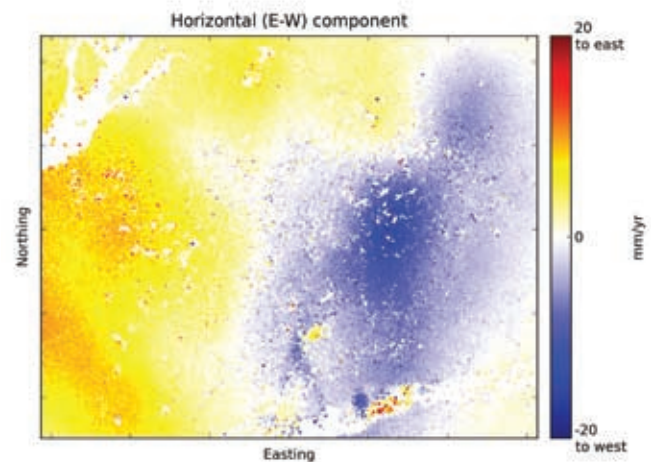 Horizontal (E-W) component
20
to east
Northing
0
mm/yr
-20
to west
Easting